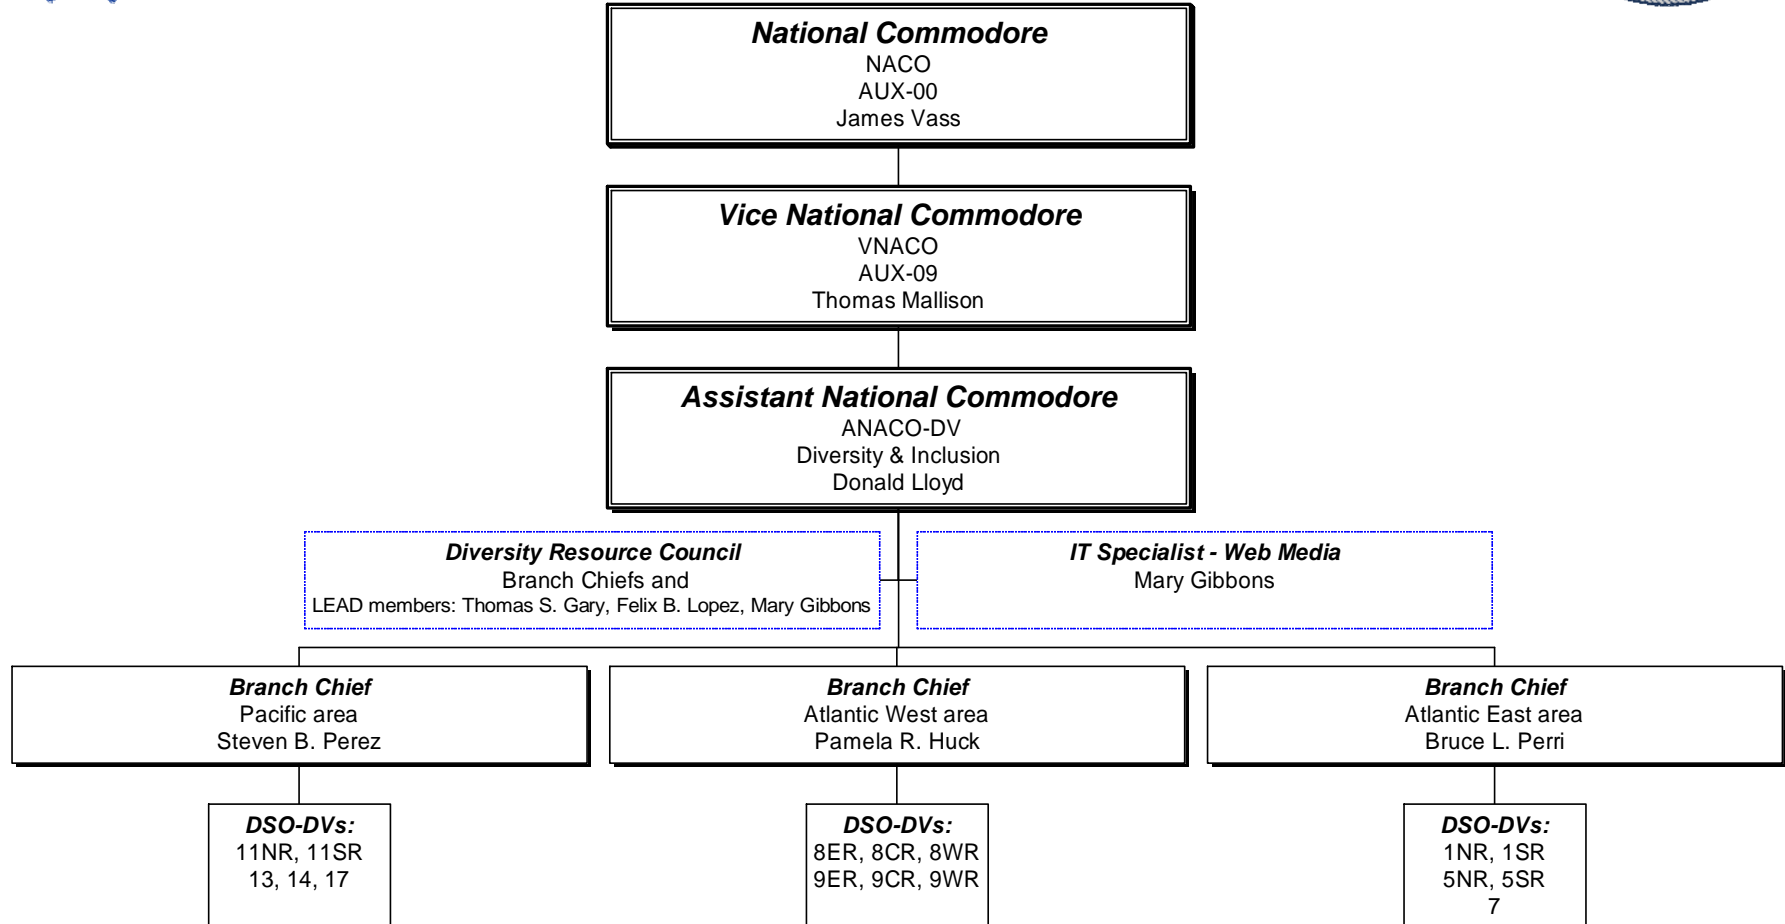 National Commodore
NACO
AUX-00
James Vass
Vice National Commodore
VNACO
AUX-09
Thomas Mallison
Assistant National Commodore
ANACO-DV
Diversity & Inclusion
Donald Lloyd
Diversity Resource Council
Branch Chiefs and
LEAD members: Thomas S. Gary, Felix B. Lopez, Mary Gibbons
IT Specialist - Web Media
Mary Gibbons
Branch Chief
Pacific area
Steven B. Perez
Branch Chief
Atlantic West area
Pamela R. Huck
Branch Chief
Atlantic East area
Bruce L. Perri
DSO-DVs:
11NR, 11SR
13, 14, 17
DSO-DVs:
8ER, 8CR, 8WR
9ER, 9CR, 9WR
DSO-DVs:
1NR, 1SR
5NR, 5SR
7